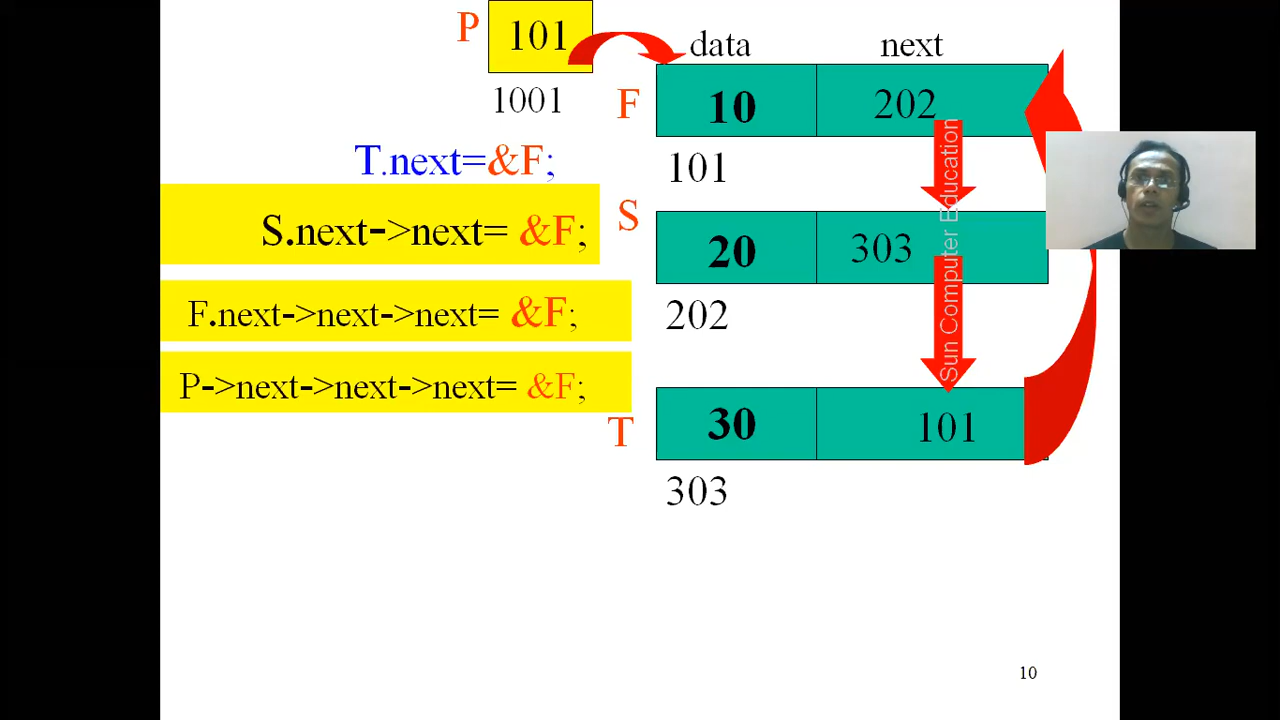 P
101
1001
data
next
F
10
202
101
T.next=&F;
S.next->next= &F;
S
20
303
202
F.next->next->next= &F;
P->next->next->next= &F;
T
30
101
303
Sun Computer Education
10